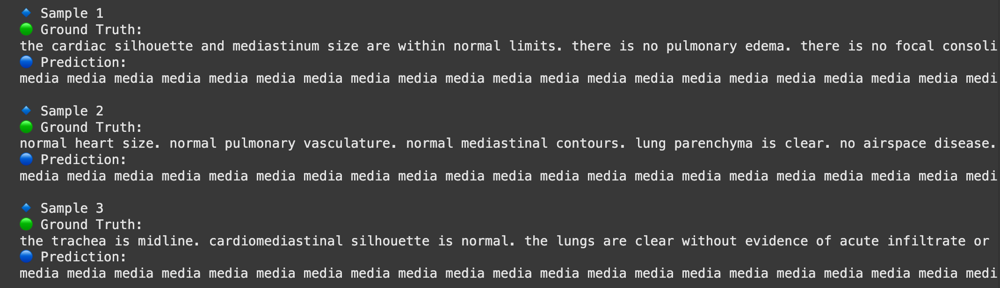 🔹 Sample 1
🟢 Ground Truth:
the cardiac silhouette and mediastinum size are within normal limits. there is no pulmonary edema. there is no focal consoli
🔵 Prediction:
media media media media media media media media media media media media media media media media media media media media medi
🔹 Sample 2
🟢 Ground Truth:
normal heart size. normal pulmonary vasculature. normal mediastinal contours. lung parenchyma is clear. no airspace disease.
🔵 Prediction:
media media media media media media media media media media media media media media media media media media media media medi
🔹 Sample 3
🟢 Ground Truth:
the trachea is midline. cardiomediastinal silhouette is normal. the lungs are clear without evidence of acute infiltrate or
🔵 Prediction:
media media media media media media media media media media media media media media media media media media media media medi